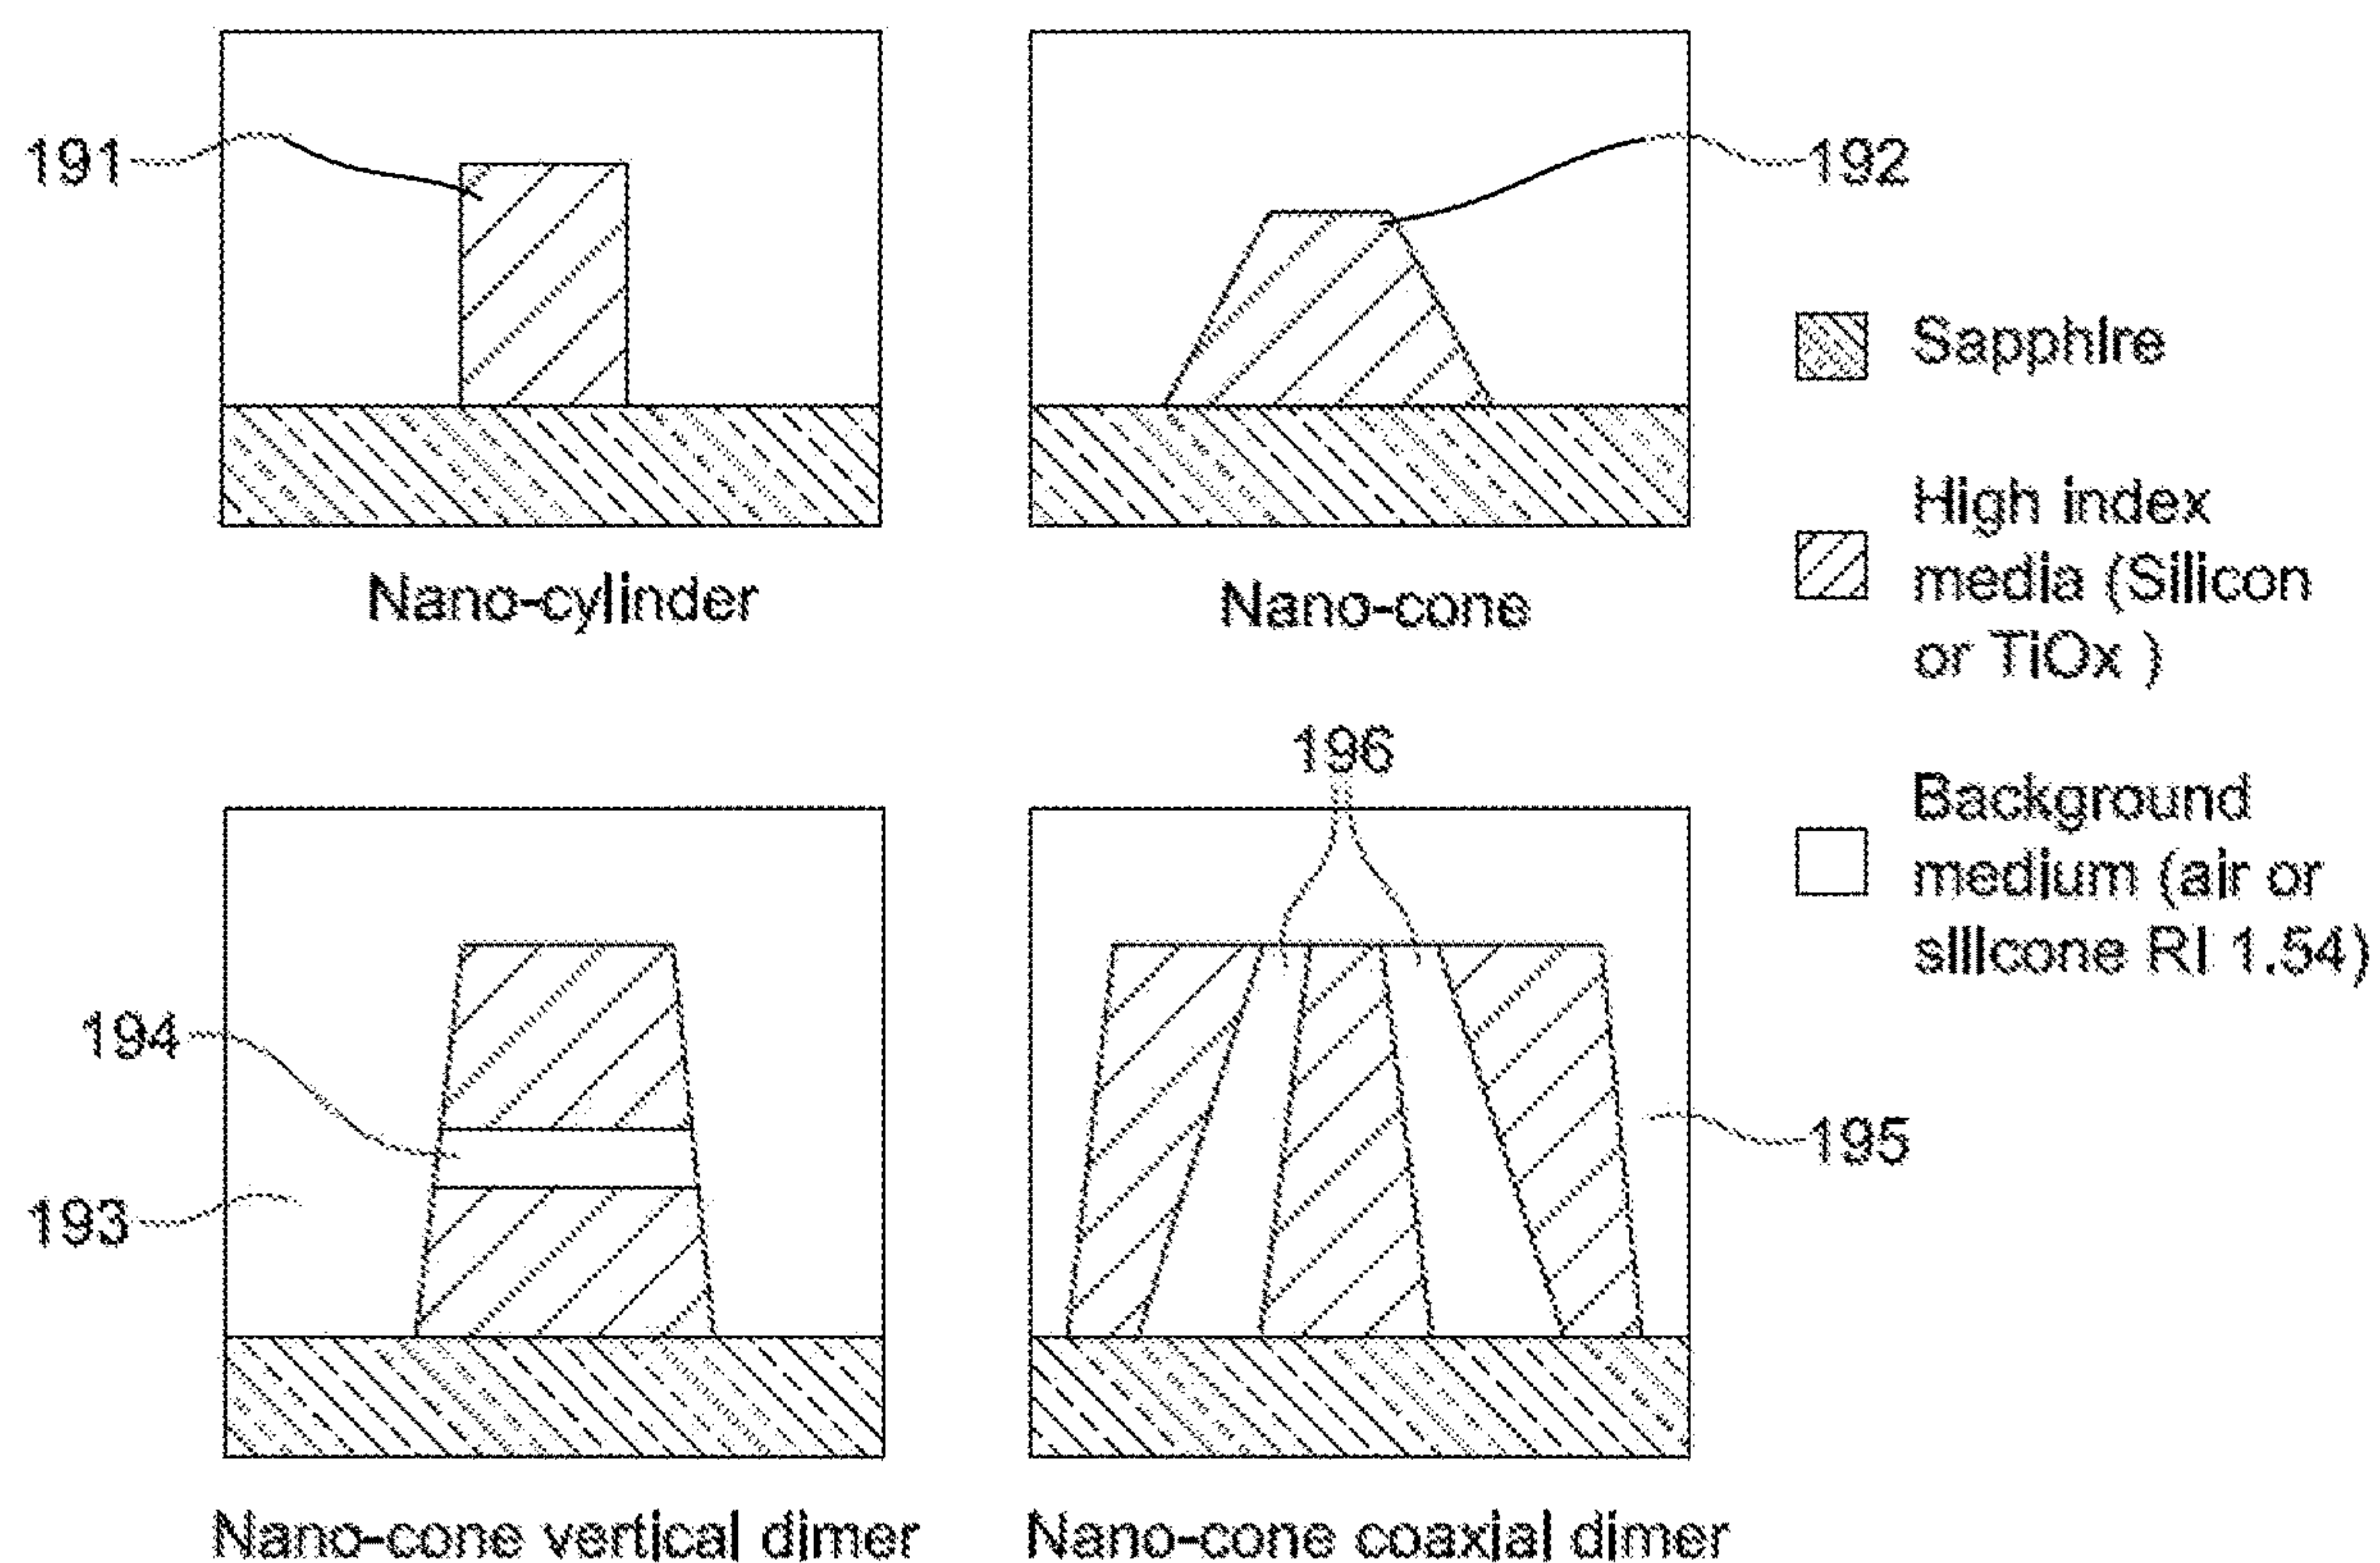 191
192
Nano-cylinder
Nano-cone
Sapphire
High index
media (Silicon
or TiOx )
Background
medium (air or
silicone RI 1.54)
196
194
193
195
Nano-cone vertical dimer
Nano-cone coaxial dimer